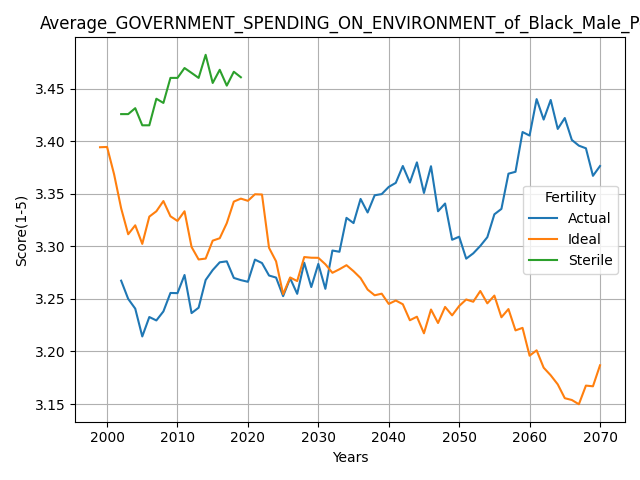 Average_GOVERNMENT_SPENDING_ON_ENVIRONMENT_of_Black_Male_P
3.45
3.40
3.35
3.30
3.25
3.20
3.15
Score(1-5)
Fertility
Actual
Ideal
Sterile
2000 2010 2020 2030 2040 2050 2060 2070
Years